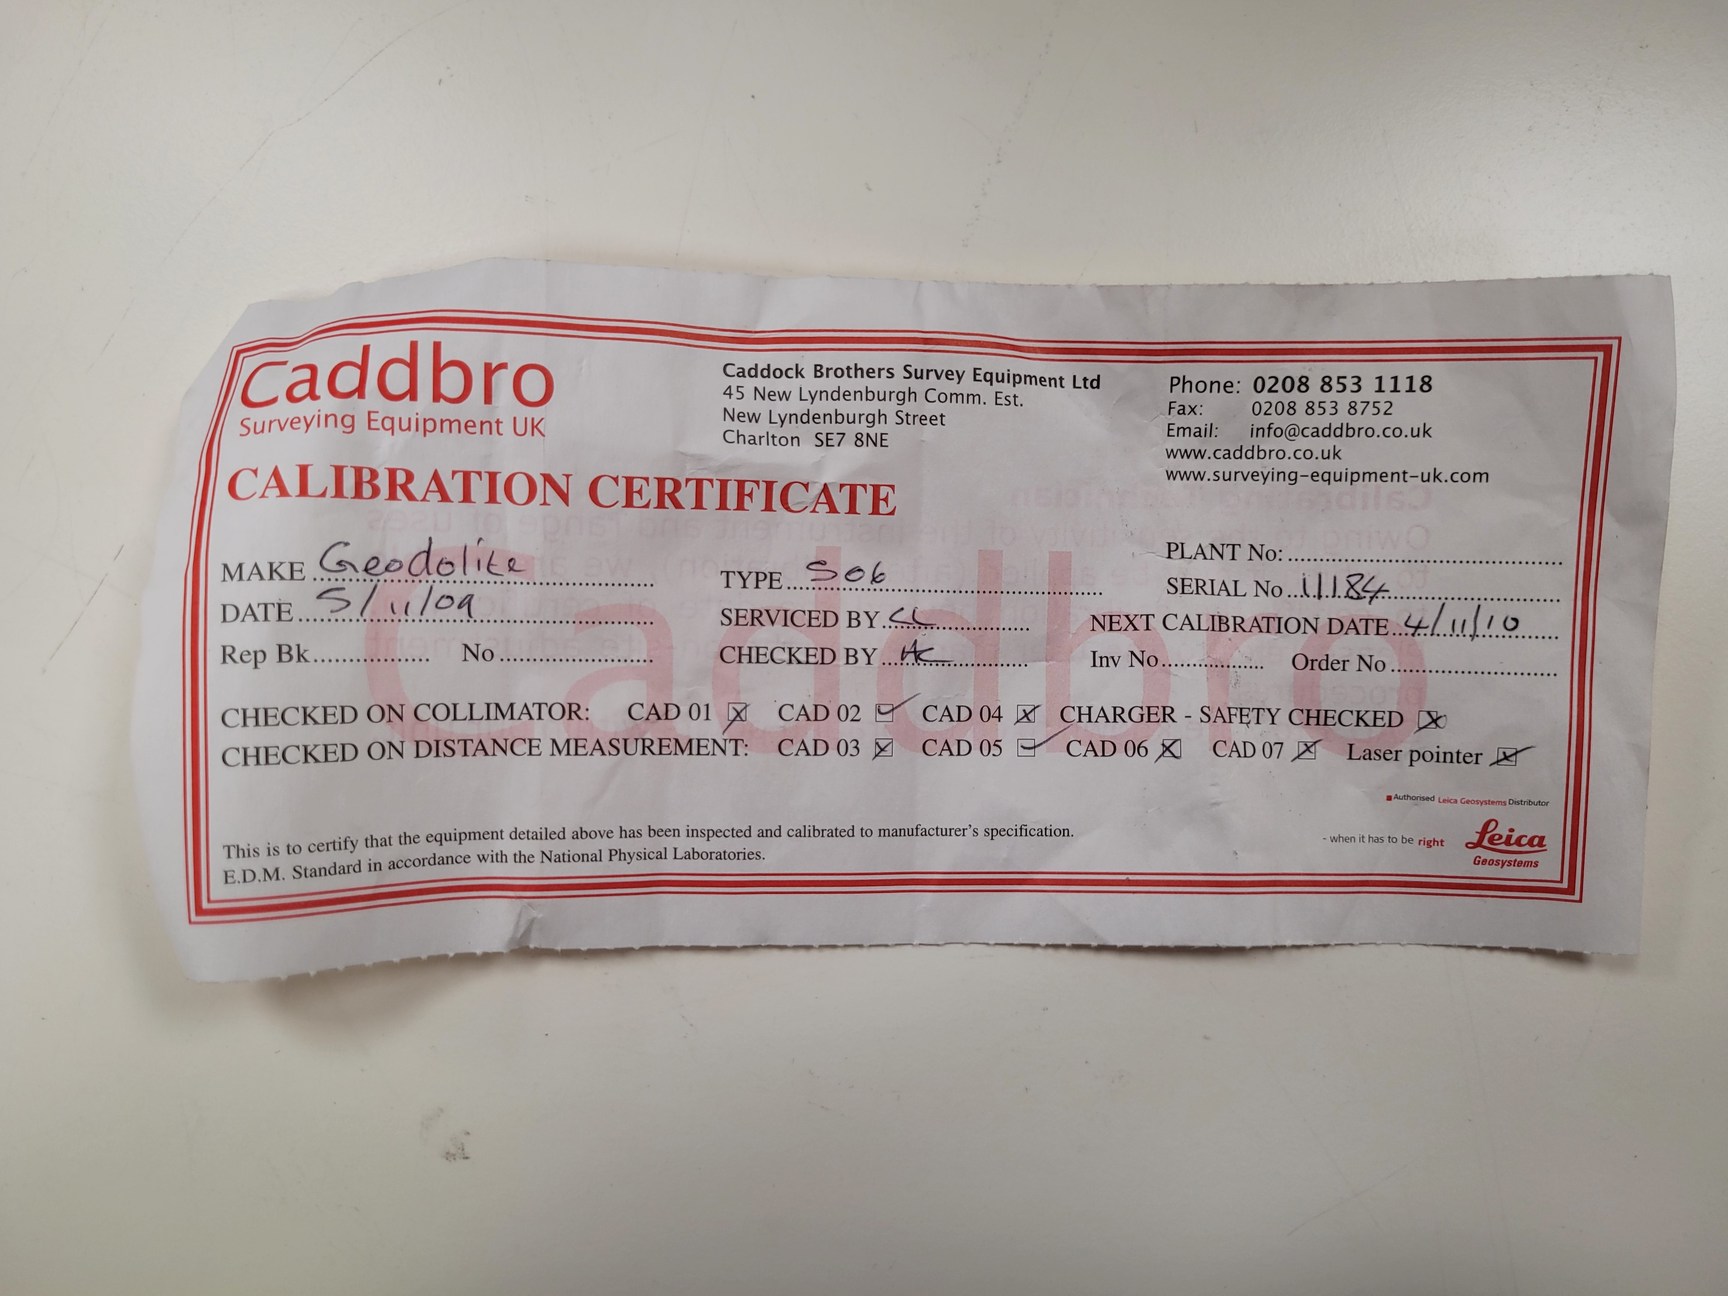 Caddbro
Surveying Equipment UK
Caddock Brothers Survey Equipment Ltd
45 New Lyndenburgh Comm. Est.
New Lyndenburgh Street
Charlton SE7 8NE
Phone: 0208 853 1118
Fax: 0208 853 8752
Email: info@caddbro.co.uk
www.caddbro.co.uk
www.surveying-equipment-uk.com
CALIBRATION CERTIFICATE
MAKE Geodolite TYPE 506 PLANT No:
DATE 5/11/09 SERVICED BY CL SERIAL No 11184
Rep Bk No CHECKED BY AC NEXT CALIBRATION DATE 4/11/10
Inv No Order No
CHECKED ON COLLIMATOR: CAD 01 CAD 02 CAD 04 CHARGER - SAFETY CHECKED
CHECKED ON DISTANCE MEASUREMENT: CAD 03 CAD 05 CAD 06 CAD 07 Laser pointer
Authorised Leica Geosystems Distributor
This is to certify that the equipment detailed above has been inspected and calibrated to manufacturer's specification.
E.D.M. Standard in accordance with the National Physical Laboratories.
- when it has to be right
Leica
Geosystems
Caddbro